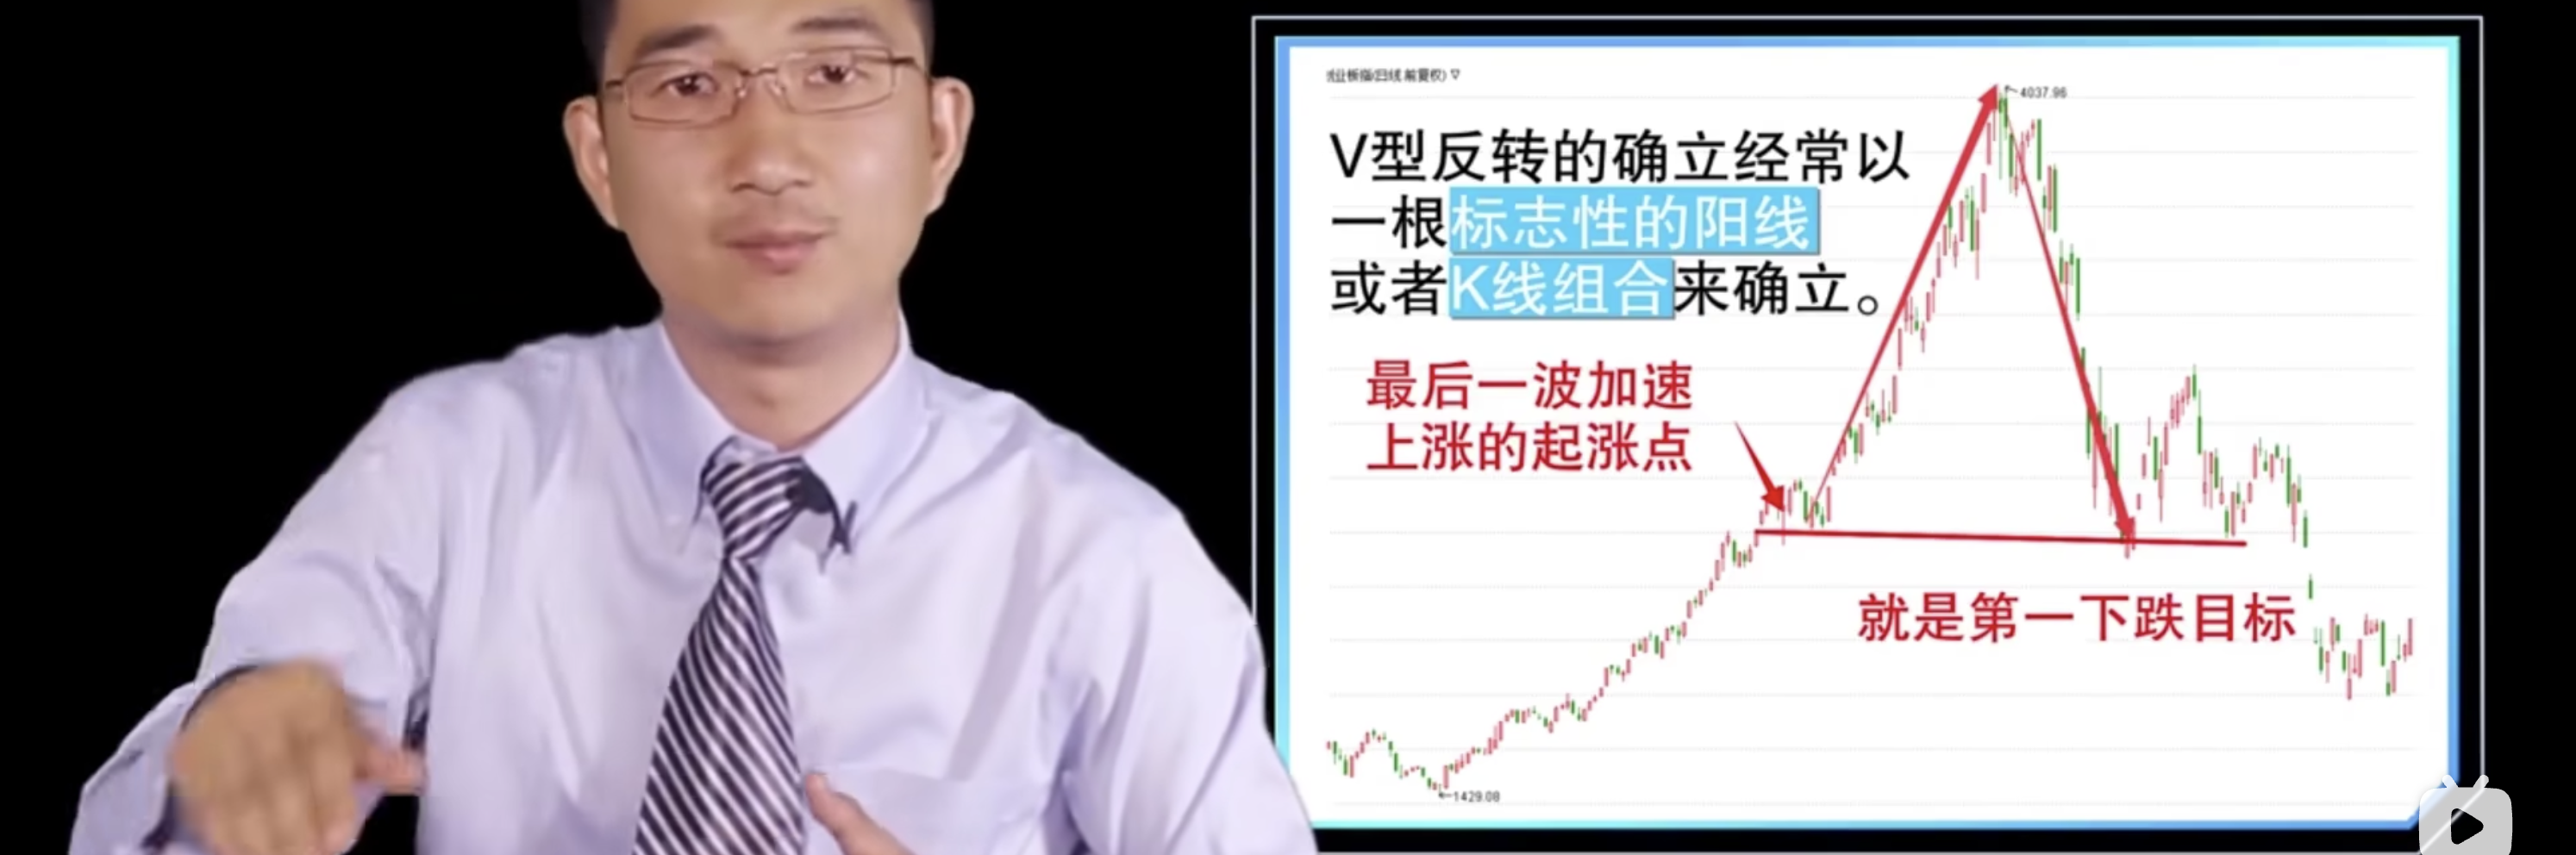 V型反转的确立经常以
一根标志性的阳线
或者K线组合来确立。
最后一波加速
上涨的起涨点
就是第一下跌目标
4037.96
1429.08